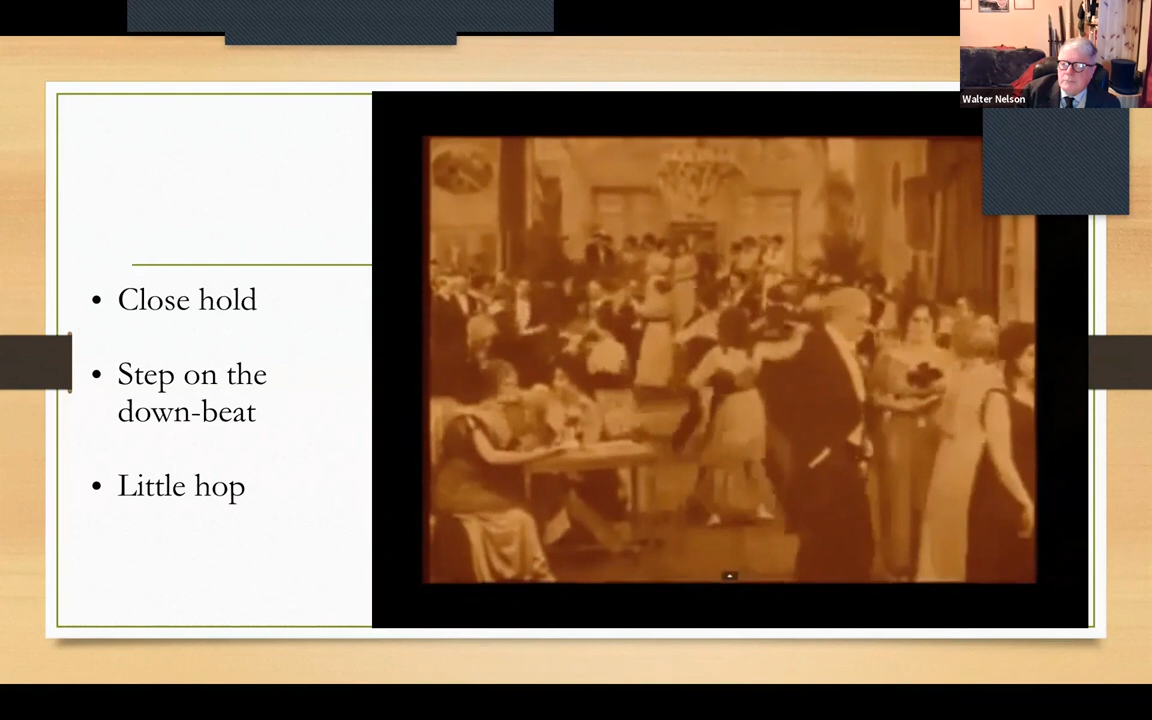 Walter Nelson
• Close hold
• Step on the
down-beat
• Little hop